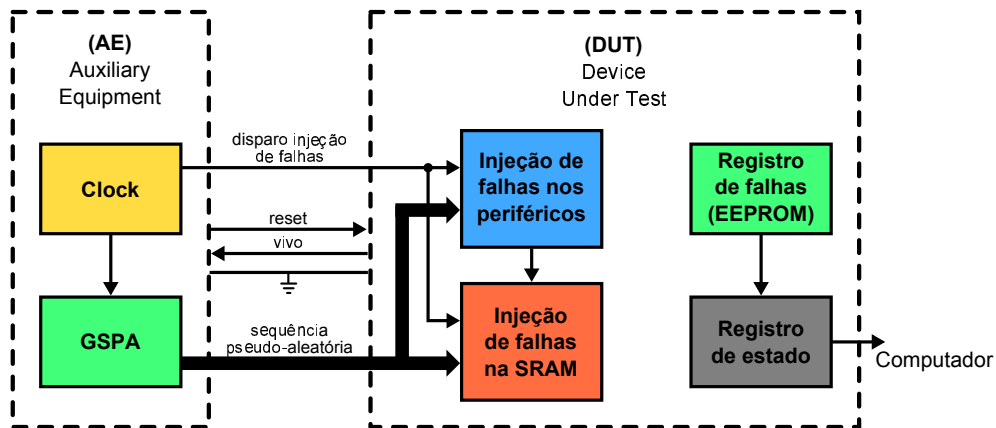 (AE)
Auxiliary
Equipment
Clock
GSPA
disparo injeção
de falhas
reset
vivo
sequência
pseudo-aleatória
(DUT)
Device
Under Test
Injeção de
falhas nos
periféricos
Injeção
de falhas
na SRAM
Registro
de falhas
(EEPROM)
Registro
de estado
Computador